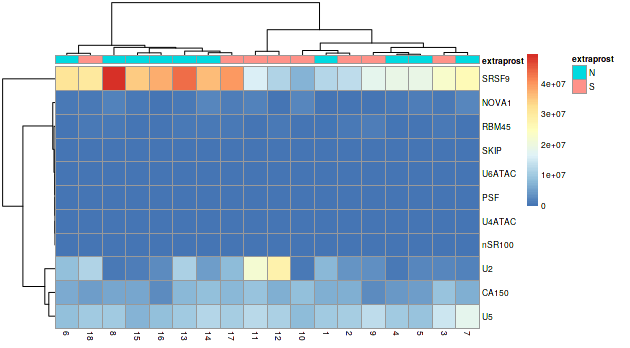 extraprost
SRSF9
NOVA1
RBM45
SKIP
U6ATAC
PSF
U4ATAC
nSR100
U2
CA150
U5
6 18 8 15 16 13 14 17 11 12 10 1 2 9 4 5 3 7
4e+07
3e+07
2e+07
1e+07
0
extraprost
N
S